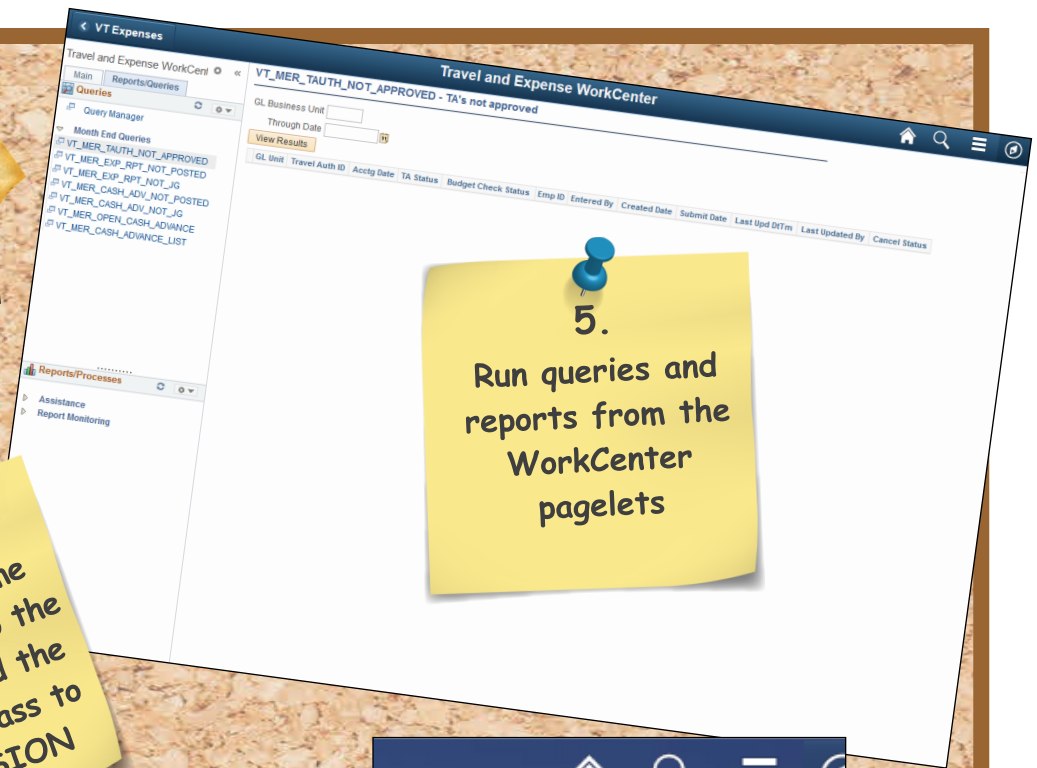 VT Expenses
Travel and Expense WorkCenter
Travel and Expense WorkCent
Main Reports/Queries
Queries
Query Manager
Month End Queries
VT_MER_TAUTH_NOT_APPROVED
VT_MER_EXP_RPT_NOT_POSTED
VT_MER_EXP_RPT_NOT_JG
VT_MER_CASH_ADV_NOT_POSTED
VT_MER_CASH_ADV_NOT_JG
VT_MER_OPEN_CASH_ADVANCE
VT_MER_CASH_ADVANCE_LIST
Reports/Processes
Assistance
Report Monitoring
VT_MER_TAUTH_NOT_APPROVED - TA's not approved
GL Business Unit
Through Date
View Results
GL Unit Travel Auth ID Acctg Date TA Status Budget Check Status Emp ID Entered By Created Date Submit Date Last Upd DtTm Last Updated By Cancel Status
5.
Run queries and
reports from the
WorkCenter
pagelets
the
the
to